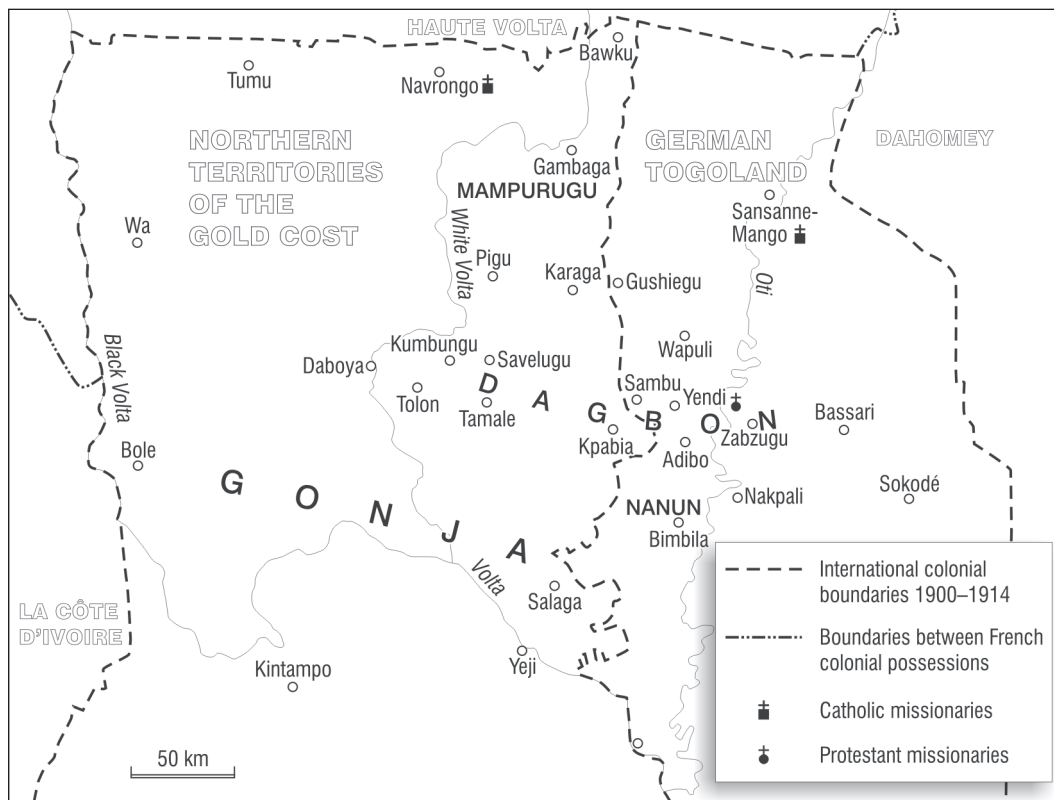 HAUTE VOLTA
Bawku
Tumu
Navrongo
NORTHERN
TERRITORIES
OF THE
GOLD COST
GERMAN
TOGOLAND
DAHOMEY
Gambaga
MAMPURUGU
Sansanne-
Mango
Wa
White Volta
Pigu
Karaga
Gushiegu
Oti
Black Volta
Wapuli
Kumbungu
Savelugu
Daboya
Tolon
Tamale
DAGBON
Sambu
Yendi
Zabzugu
Bassari
Kpabia
Adibo
Bole
GONJA
Nakpali
Sokodé
NANUN
Bimbila
Volta
Salaga
LA CÔTE
D'IVOIRE
Kintampo
Yeji
50 km
International colonial
boundaries 1900–1914
Boundaries between French
colonial possessions
Catholic missionaries
Protestant missionaries